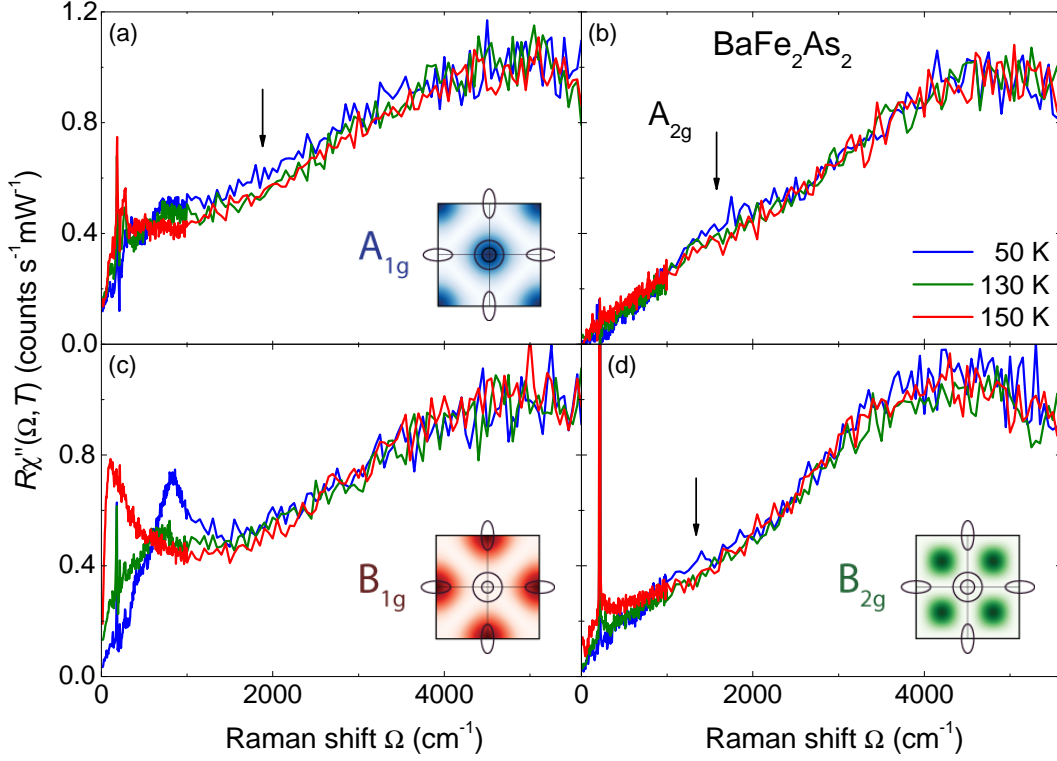 (a)
(b)
BaFe₂As₂
A₂g
A₁g
50 K
130 K
150 K
1.2
0.8
0.4
0.0
Rχ''(Ω,T) (counts s⁻¹mW⁻¹)
(c)
(d)
B₁g
B₂g
0.8
0.4
0.0
0
2000
4000
0
2000
4000
Raman shift Ω (cm⁻¹)
Raman shift Ω (cm⁻¹)